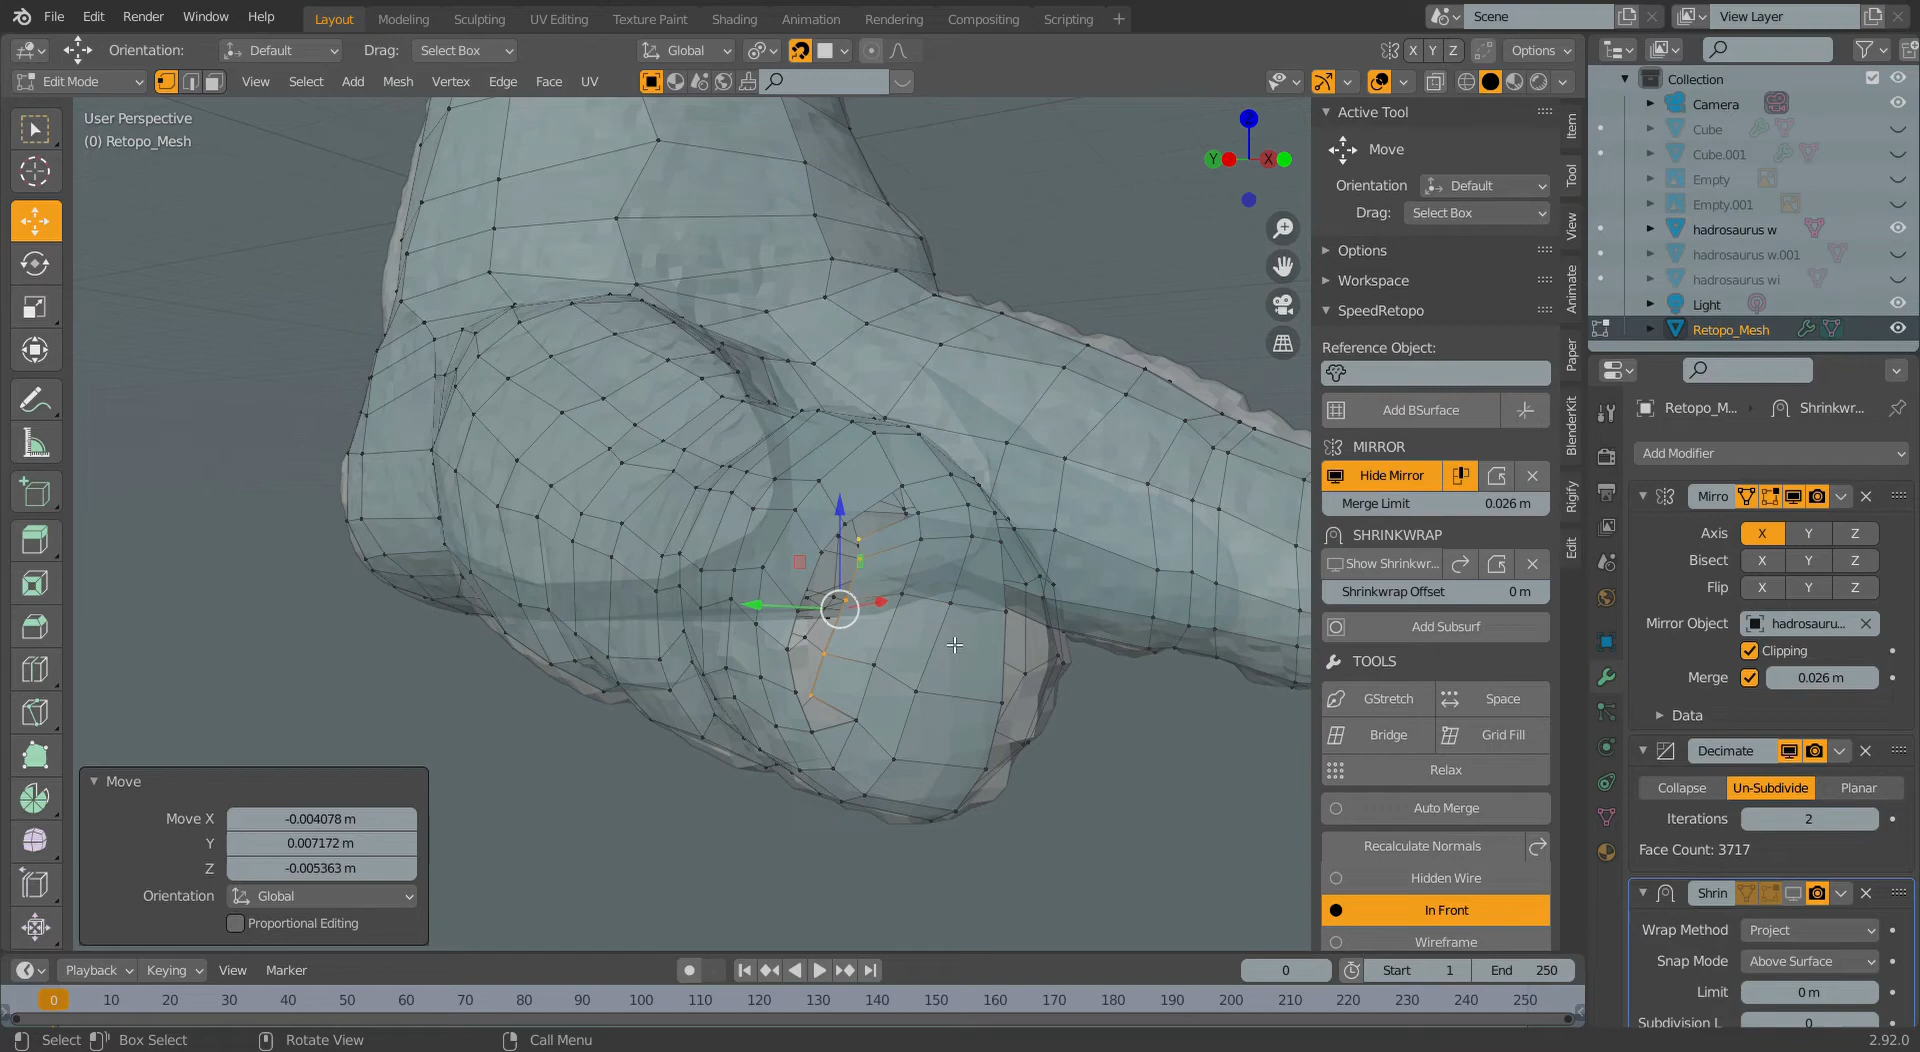 File Edit Render Window Help Layout Modeling Sculpting UV Editing Texture Paint Shading Animation Rendering Compositing Scripting Scene View Layer
Orientation: Default Drag: Select Box Global X Y Z Options
Edit Mode View Select Add Mesh Vertex Edge Face UV
User Perspective
(0) Retopo_Mesh
Z
Y X
Active Tool
Move
Orientation Default
Drag: Select Box
Options
Workspace
SpeedRetopo
Reference Object:
Add BSurface
MIRROR
Hide Mirror
Merge Limit 0.026 m
SHRINKWRAP
Show Shrinkwr...
Shrinkwrap Offset 0 m
Add Subsurf
TOOLS
GStretch Space
Bridge Grid Fill
Relax
Auto Merge
Recalculate Normals
Hidden Wire
In Front
Wireframe
Item
Tool
View
Animate
Paper
BlenderKit
Rigify
Edit
Collection
Camera
Cube
Cube.001
Empty
Empty.001
hadrosaurus w
hadrosaurus w.001
hadrosaurus wi
Light
Retopo_Mesh
Retopo_M... Shrinkwr...
Add Modifier
Mirro
Axis X Y Z
Bisect X Y Z
Flip X Y Z
Mirror Object hadrosauru...
Clipping
Merge 0.026 m
Data
Decimate
Collapse Un-Subdivide Planar
Iterations 2
Face Count: 3717
Shrin
Wrap Method Project
Snap Mode Above Surface
Limit 0 m
Subdivision L 0
Move
Move X -0.004078 m
Y 0.007172 m
Z -0.005363 m
Orientation Global
Proportional Editing
Playback Keying View Marker 0 Start 1 End 250
0 10 20 30 40 50 60 70 80 90 100 110 120 130 140 150 160 170 180 190 200 210 220 230 240 250
Select Box Select Rotate View Call Menu 2.92.0